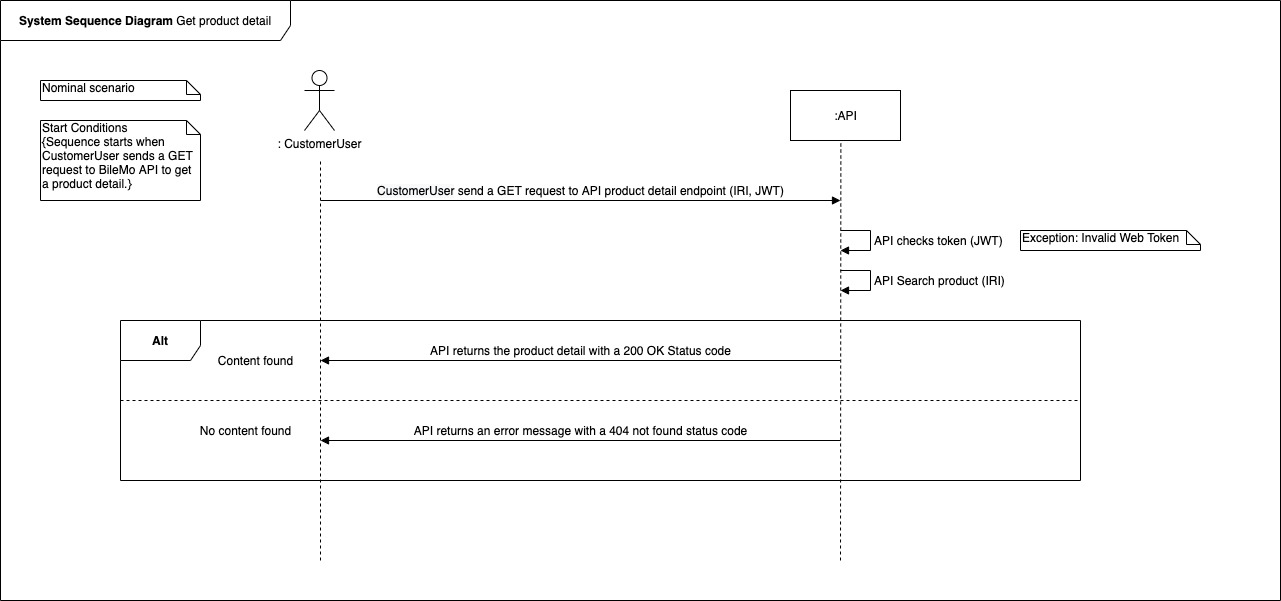 System Sequence Diagram Get product detail
Nominal scenario
Start Conditions
{Sequence starts when
CustomerUser sends a GET
request to BileMo API to get
a product detail.}
: CustomerUser
:API
CustomerUser send a GET request to API product detail endpoint (IRI, JWT)
API checks token (JWT)
Exception: Invalid Web Token
API Search product (IRI)
Alt
Content found
API returns the product detail with a 200 OK Status code
No content found
API returns an error message with a 404 not found status code